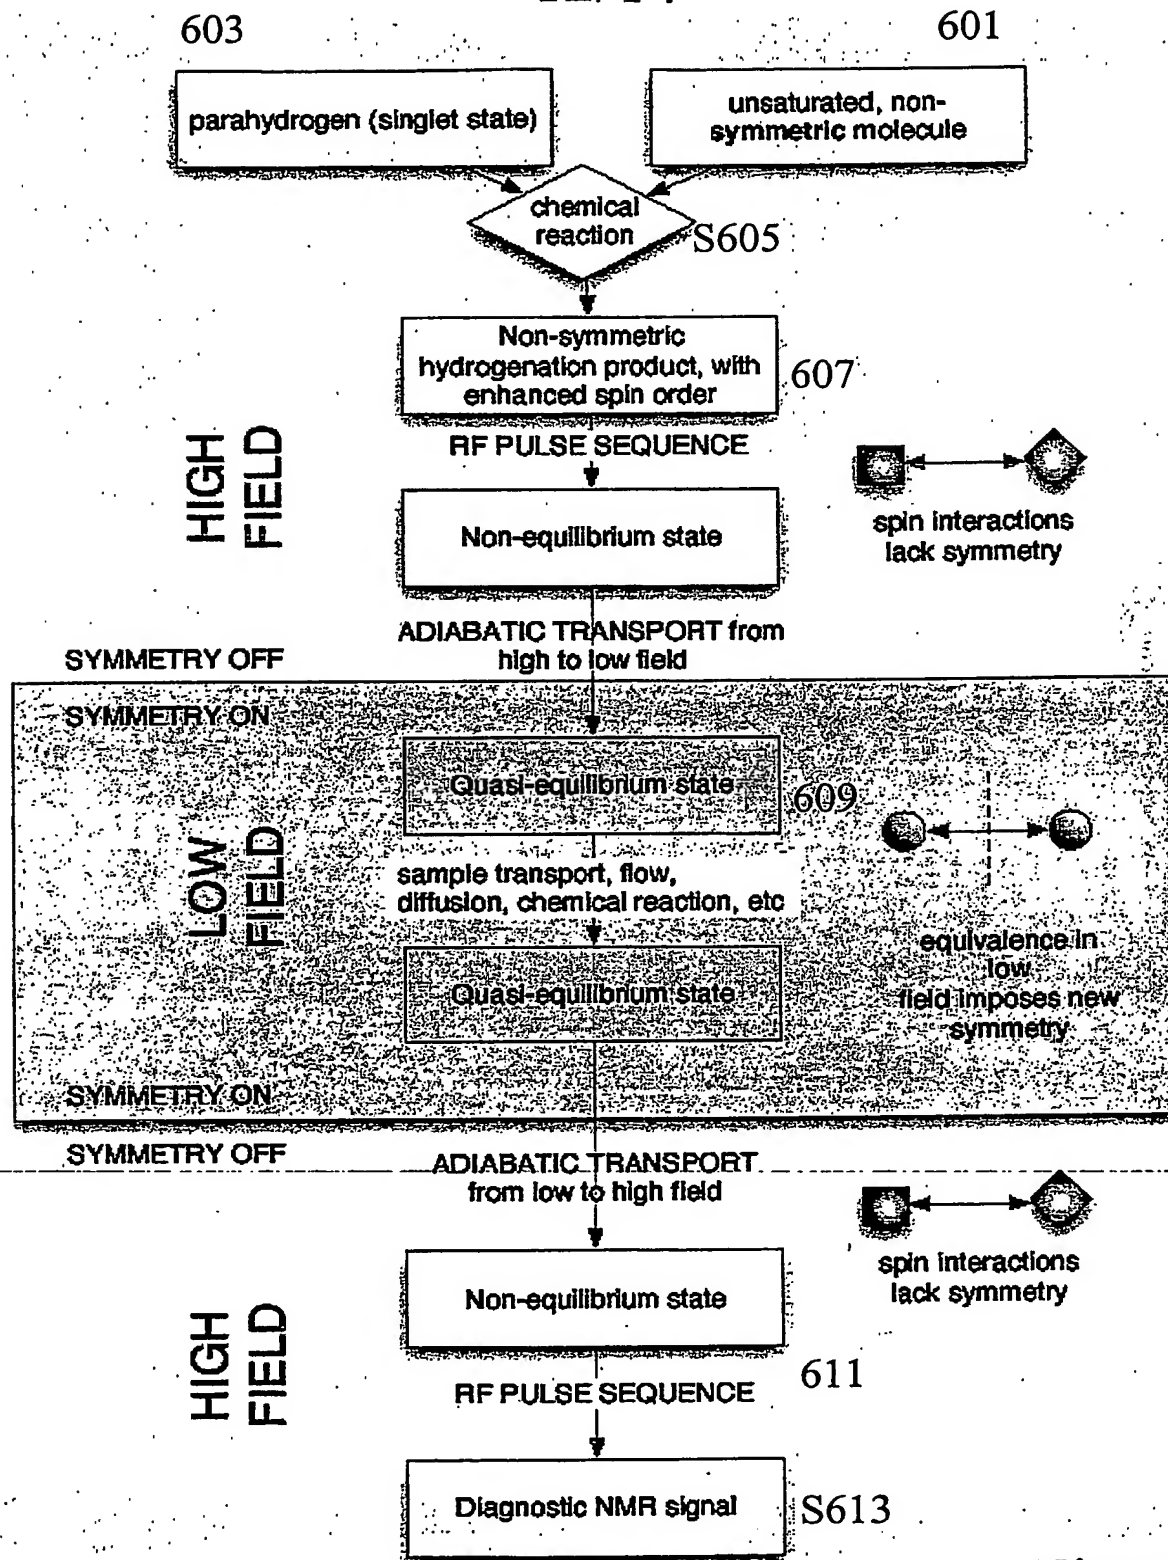 603
601
parahydrogen (singlet state)
unsaturated, non-
symmetric molecule
chemical
reaction
S605
Non-symmetric
hydrogenation product, with
enhanced spin order
607
HIGH
FIELD
RF PULSE SEQUENCE
Non-equilibrium state
spin interactions
lack symmetry
ADIABATIC TRANSPORT from
high to low field
SYMMETRY OFF
SYMMETRY ON
Quasi-equilibrium state
609
LOW
FIELD
sample transport, flow,
diffusion, chemical reaction, etc
Quasi-equilibrium state
equivalence in
low
field imposes new
symmetry
SYMMETRY ON
SYMMETRY OFF
ADIABATIC TRANSPORT
from low to high field
HIGH
FIELD
Non-equilibrium state
spin interactions
lack symmetry
611
RF PULSE SEQUENCE
Diagnostic NMR signal
S613